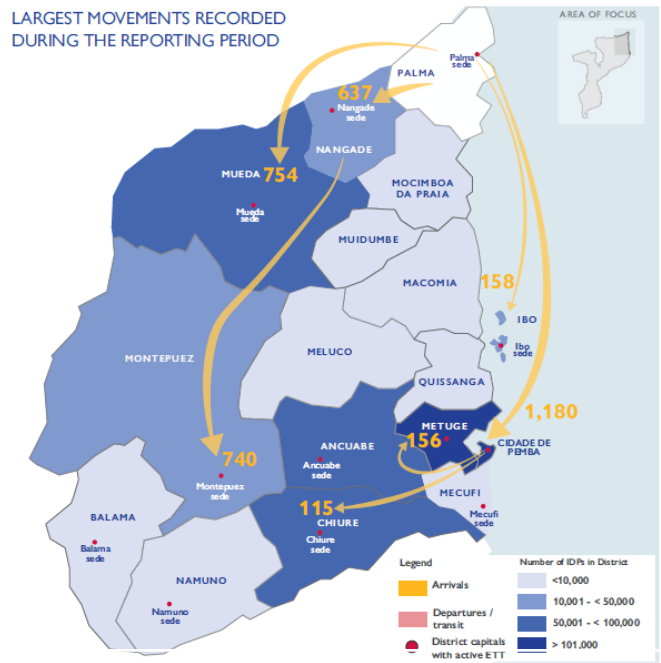 LARGEST MOVEMENTS RECORDED
DURING THE REPORTING PERIOD
AREA OF FOCUS
Palma
sede
PALMA
637
Nangade
sede
NANGADE
MUEDA 754
Mueda
sede
MOCIMBOA
DA PRAIA
MUIDUMBE
MACOMIA
158
IBO
Ibo
sede
MONTEPUEZ
MELUCO
QUISSANGA
1,180
METUGE
156
CIDADE DE
PEMBA
ANCUABE
Ancuabe
sede
740
Montepuez
sede
MECUFI
Mecufi
sede
115
CHIURE
Chiure
sede
BALAMA
Balama
sede
NAMUNO
Namuno
sede
Legend
Arrivals
Departures /
transit
District capitals
with active ETT
Number of IDPs in District
<10,000
10,001 - < 50,000
50,001 - < 100,000
> 101,000